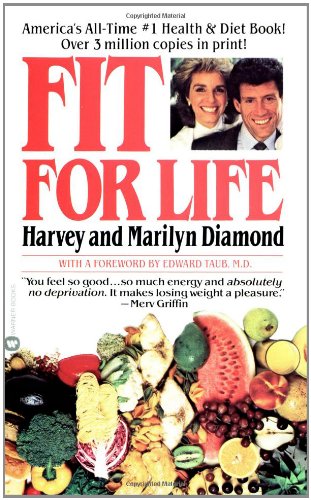 America's All-Time #1 Health & Diet Book!
Over 3 million copies in print!
FIT
FOR LIFE
Harvey and Marilyn Diamond
WITH A FOREWORD BY EDWARD TAUB, M.D.
"You feel so good...so much energy and absolutely
no deprivation. It makes losing weight a pleasure."
— Merv Griffin
WARNER BOOKS